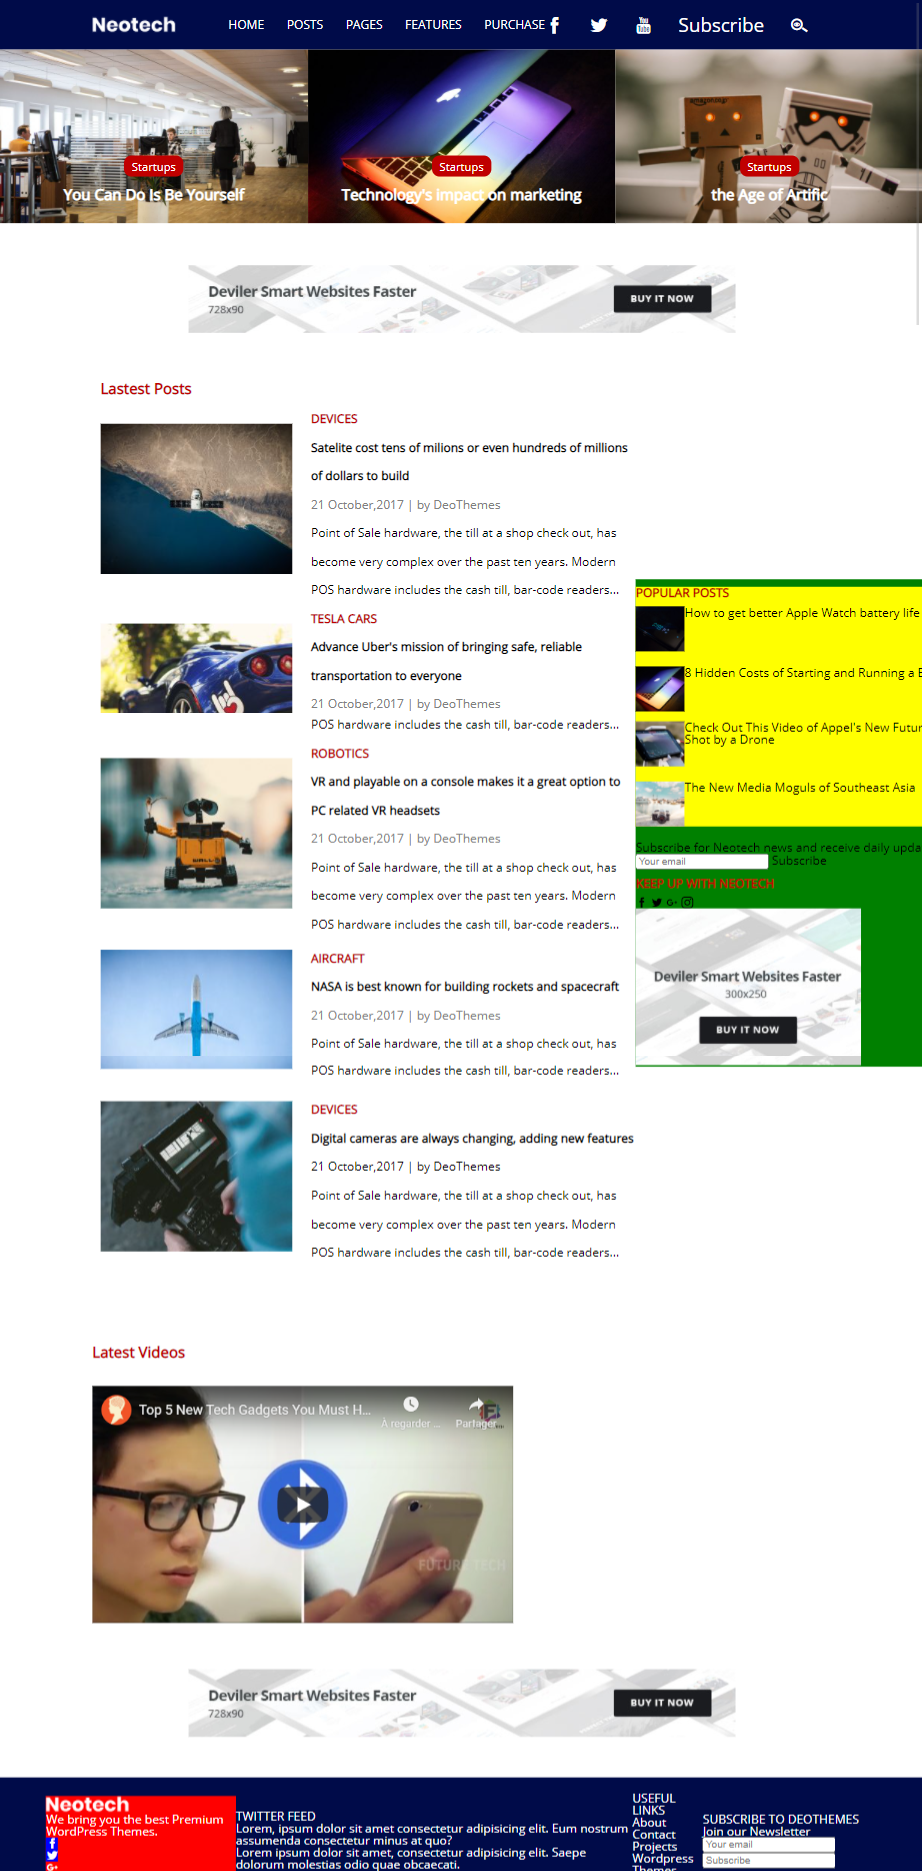 Neotech
HOME POSTS PAGES FEATURES PURCHASE
You Tube
Subscribe
Startups
You Can Do Is Be Yourself
Startups
Technology's impact on marketing
amazon.co.jp
Startups
the Age of Artific
Deviler Smart Websites Faster
728x90
BUY IT NOW
Lastest Posts
DEVICES
Satelite cost tens of milions or even hundreds of millions
of dollars to build
21 October,2017 | by DeoThemes
Point of Sale hardware, the till at a shop check out, has
become very complex over the past ten years. Modern
POS hardware includes the cash till, bar-code readers...
TESLA CARS
Advance Uber's mission of bringing safe, reliable
transportation to everyone
21 October,2017 | by DeoThemes
POS hardware includes the cash till, bar-code readers...
ROBOTICS
VR and playable on a console makes it a great option to
PC related VR headsets
21 October,2017 | by DeoThemes
Point of Sale hardware, the till at a shop check out, has
become very complex over the past ten years. Modern
POS hardware includes the cash till, bar-code readers...
AIRCRAFT
NASA is best known for building rockets and spacecraft
21 October,2017 | by DeoThemes
Point of Sale hardware, the till at a shop check out, has
POS hardware includes the cash till, bar-code readers...
DEVICES
Digital cameras are always changing, adding new features
21 October,2017 | by DeoThemes
Point of Sale hardware, the till at a shop check out, has
become very complex over the past ten years. Modern
POS hardware includes the cash till, bar-code readers...
POPULAR POSTS
How to get better Apple Watch battery life
8 Hidden Costs of Starting and Running a
Check Out This Video of Appel's New Futur
Shot by a Drone
The New Media Moguls of Southeast Asia
Subscribe for Neotech news and receive daily upda
Your email Subscribe
KEEP UP WITH NEOTECH
Deviler Smart Websites Faster
300x250
BUY IT NOW
Latest Videos
Top 5 New Tech Gadgets You Must H...
À regarder ... Partager
FUTURE TECH
Deviler Smart Websites Faster
728x90
BUY IT NOW
Neotech
We bring you the best Premium
WordPress Themes.
TWITTER FEED
Lorem, ipsum dolor sit amet consectetur adipisicing elit. Eum nostrum
assumenda consectetur minus at quo?
Lorem ipsum dolor sit amet, consectetur adipisicing elit. Saepe
dolorum molestias odio quae obcaecati.
USEFUL
LINKS
About
Contact
Projects
Wordpress
Themes
SUBSCRIBE TO DEOTHEMES
Join our Newsletter
Your email
Subscribe